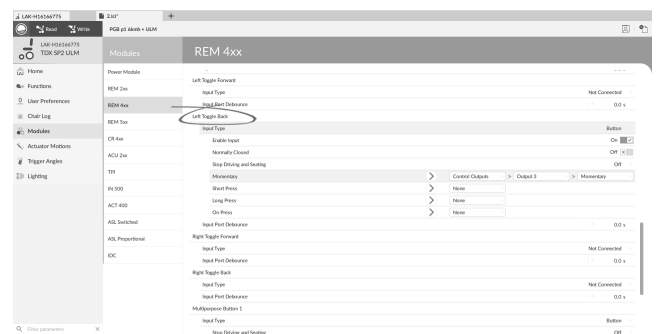 LAK-H16166775
2.lci*
+
Read
Write
PGB p1 6kmh + ULM
LAK-H16166775
TDX SP2 ULM
Modules
REM 4xx
Home
Functions
User Preferences
Chair Log
Modules
Actuator Motions
Trigger Angles
Lighting
Power Module
REM 2xx
REM 4xx
REM 5xx
CR 4xx
ACU 2xx
TPI
IN 500
ACT 400
ASL Switched
ASL Proportional
IDC
Left Toggle Forward
Input Type Not Connected
Input Port Debounce 0.0 s
Left Toggle Back
Input Type Button
Enable Input On
Normally Closed Off
Stop Driving and Seating Off
Momentary > Control Outputs > Output 3 > Momentary
Short Press > None
Long Press > None
On Press > None
Input Port Debounce 0.0 s
Right Toggle Forward
Input Type Not Connected
Input Port Debounce 0.0 s
Right Toggle Back
Input Type Not Connected
Input Port Debounce 0.0 s
Multipurpose Button 1
Input Type Button
Stop Driving and Seating Off
Filter parameters ×